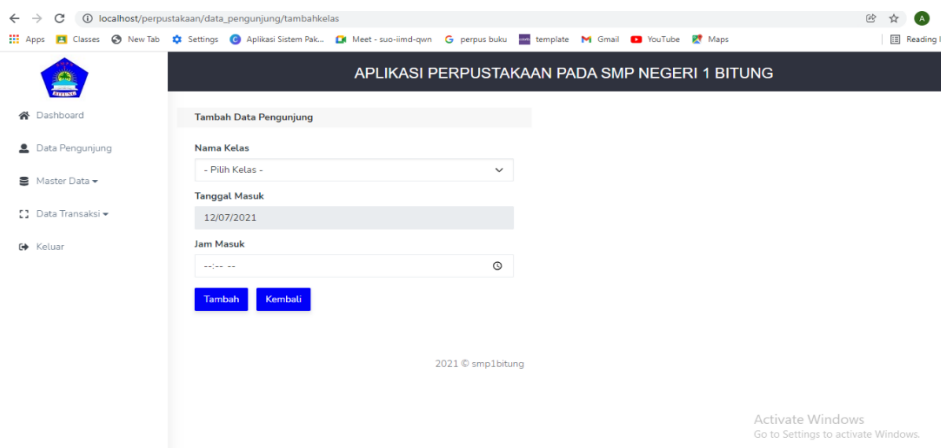 localhost/perpustakaan/data_pengunjung/tambahkelas
A
Apps Classes New Tab Settings Aplikasi Sistem Pak... Meet - suo-iimd-qwn perpus buku template Gmail YouTube Maps Reading l
APLIKASI PERPUSTAKAAN PADA SMP NEGERI 1 BITUNG
Dashboard
Data Pengunjung
Master Data
Data Transaksi
Keluar
Tambah Data Pengunjung
Nama Kelas
- Pilih Kelas -
Tanggal Masuk
12/07/2021
Jam Masuk
--:-- --
Tambah Kembali
2021 © smp1bitung
Activate Windows
Go to Settings to activate Windows.